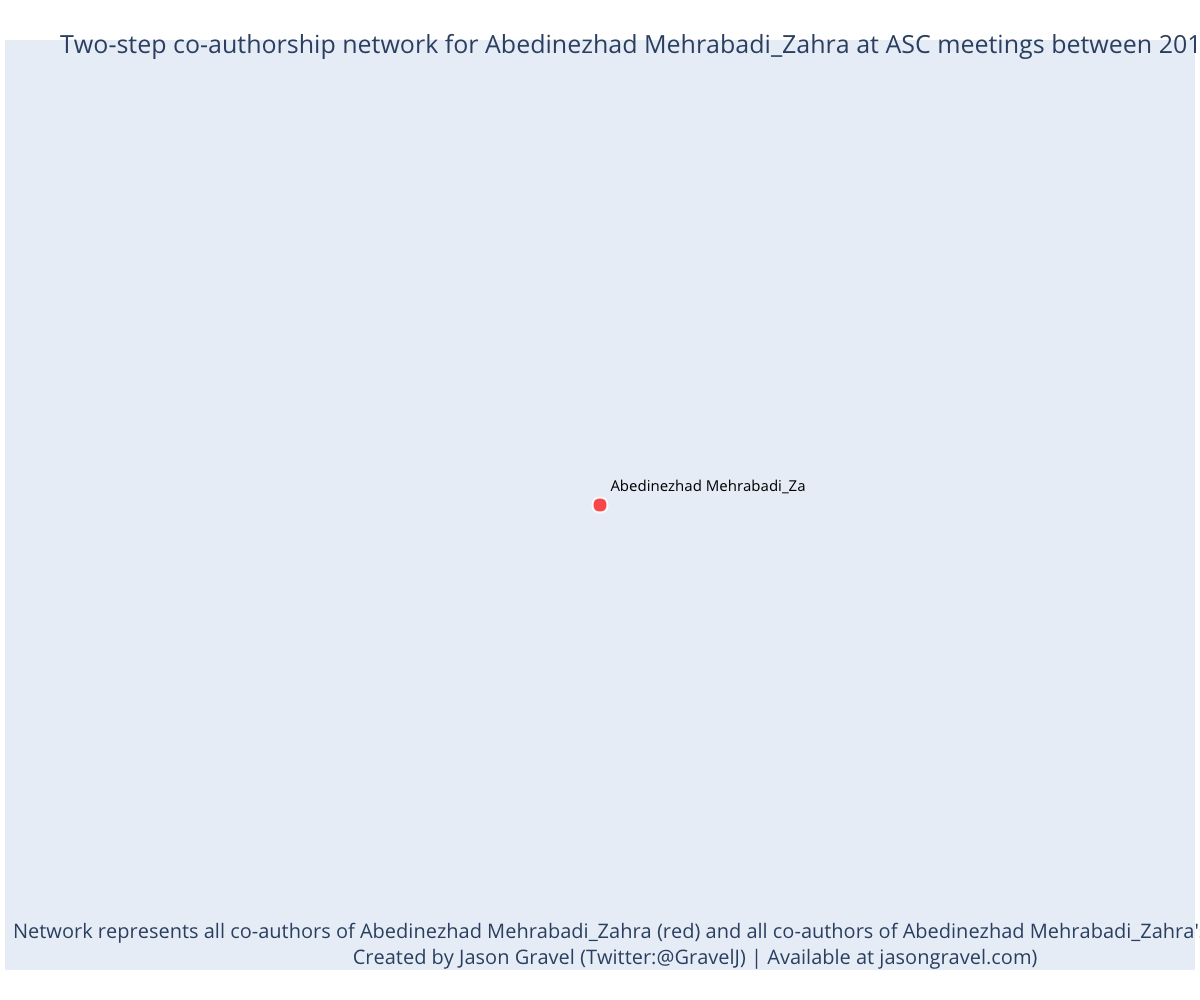 Two-step co-authorship network for Abedinezhad Mehrabadi_Zahra at ASC meetings between 201
Abedinezhad Mehrabadi_Za
Network represents all co-authors of Abedinezhad Mehrabadi_Zahra (red) and all co-authors of Abedinezhad Mehrabadi_Zahra'
Created by Jason Gravel (Twitter:@GravelJ) | Available at jasongravel.com)